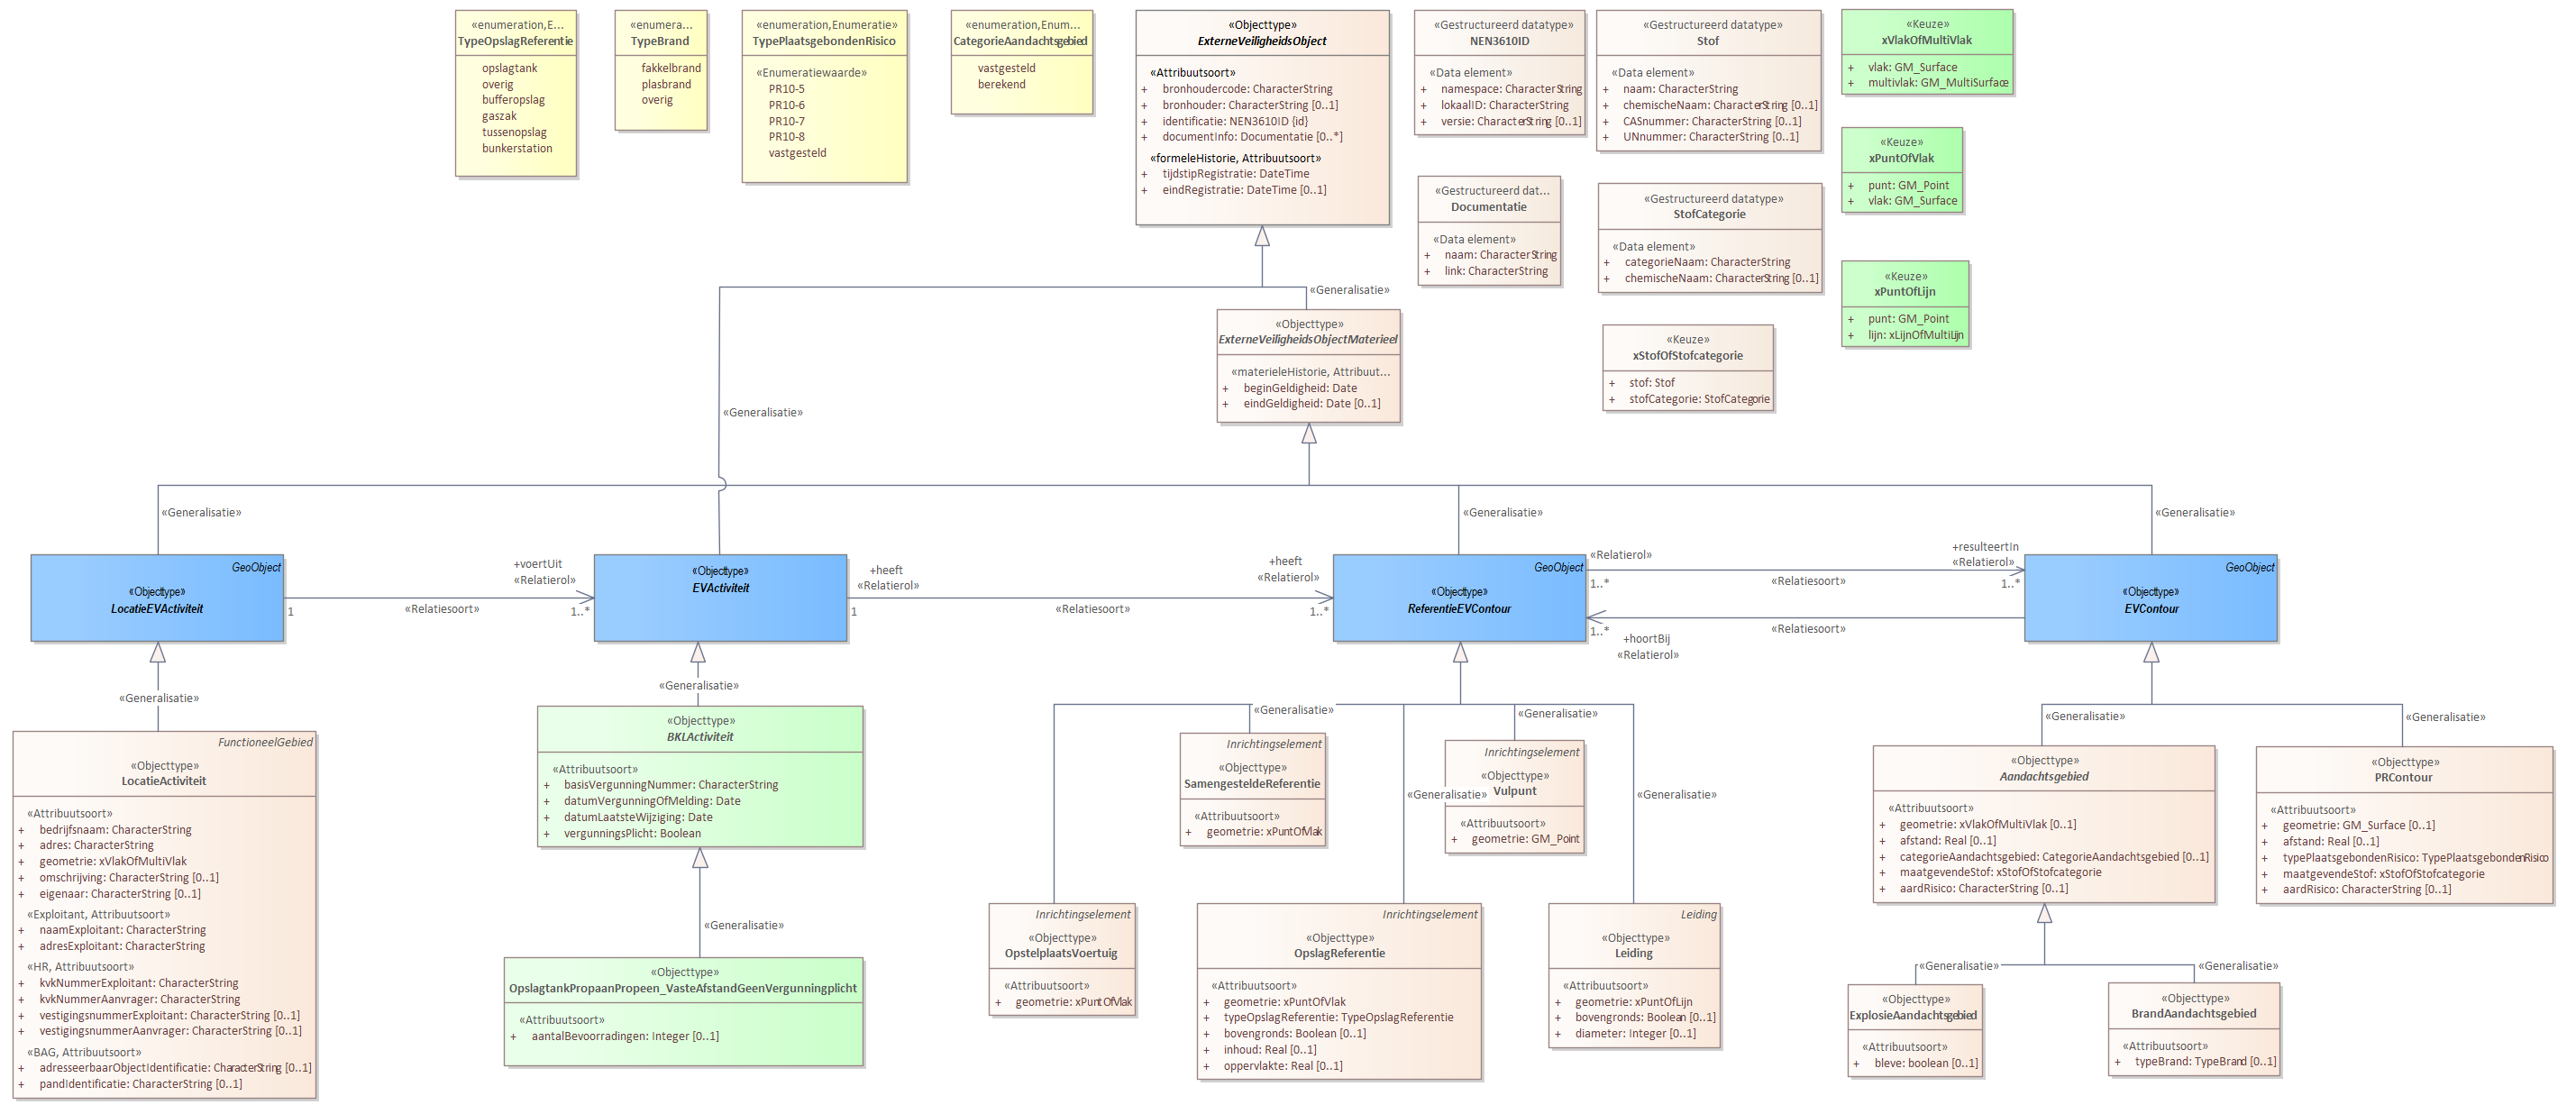 «enumeration,E...
TypeOpslagReferentie
opslagtank
overig
bufferopslag
gaszak
tussenopslag
bunkerstation
«enumera...
TypeBrand
fakkelbrand
plasbrand
overig
«enumeration,Enumeratie»
TypePlaatsgebondenRisico
«Enumeratiewaarde»
PR10-5
PR10-6
PR10-7
PR10-8
vastgesteld
«enumeration,Enum...
CategorieAandachtsgebied
vastgesteld
berekend
«Objecttype»
ExterneVeiligheidsObject
«Attribuutsoort»
+ bronhoudercode: CharacterString
+ bronhouder: CharacterString [0..1]
+ identificatie: NEN3610ID {id}
+ documentInfo: Documentatie [0..*]
«formeleHistorie, Attribuutsoort»
+ tijdstipRegistratie: DateTime
+ eindRegistratie: DateTime [0..1]
«Gestructureerd datatype»
NEN3610ID
«Data element»
+ namespace: CharacterString
+ lokaalID: CharacterString
+ versie: CharacterString [0..1]
«Gestructureerd dat...
Documentatie
«Data element»
+ naam: CharacterString
+ link: CharacterString
«Gestructureerd datatype»
Stof
«Data element»
+ naam: CharacterString
+ chemischeNaam: CharacterString [0..1]
+ CASnummer: CharacterString [0..1]
+ UNnummer: CharacterString [0..1]
«Gestructureerd datatype»
StofCategorie
«Data element»
+ categorieNaam: CharacterString
+ chemischeNaam: CharacterString [0..1]
«Keuze»
xStofOfStofcategorie
+ stof: Stof
+ stofCategorie: StofCategorie
«Keuze»
xVlakOfMultiVlak
+ vlak: GM_Surface
+ multivlak: GM_MultiSurface
«Keuze»
xPuntOfVlak
+ punt: GM_Point
+ vlak: GM_Surface
«Keuze»
xPuntOfLijn
+ punt: GM_Point
+ lijn: xLijnOfMultiLijn
«Generalisatie»
«Objecttype»
ExterneVeiligheidsObjectMaterieel
«materieleHistorie, Attribuut...
+ beginGeldigheid: Date
+ eindGeldigheid: Date [0..1]
«Generalisatie»
«Generalisatie»
«Generalisatie»
«Generalisatie»
GeoObject
«Objecttype»
LocatieEVActiviteit
+voertUit
«Relatierol»
1
«Relatiesoort»
1..*
«Objecttype»
EVActiviteit
+heeft
«Relatierol»
1
«Relatiesoort»
+heeft
«Relatierol»
1..*
GeoObject
«Objecttype»
ReferentieEVContour
«Relatierol»
1..*
«Relatiesoort»
+resulteertIn
«Relatierol»
1..*
1..*
+hoortBij
«Relatierol»
«Relatiesoort»
GeoObject
«Objecttype»
EVContour
«Generalisatie»
FunctioneelGebied
«Objecttype»
LocatieActiviteit
«Attribuutsoort»
+ bedrijfsnaam: CharacterString
+ adres: CharacterString
+ geometrie: xVlakOfMultiVlak
+ omschrijving: CharacterString [0..1]
+ eigenaar: CharacterString [0..1]
«Exploitant, Attribuutsoort»
+ naamExploitant: CharacterString
+ adresExploitant: CharacterString
«HR, Attribuutsoort»
+ kvkNummerExploitant: CharacterString
+ kvkNummerAanvrager: CharacterString
+ vestigingsnummerExploitant: CharacterString [0..1]
+ vestigingsnummerAanvrager: CharacterString [0..1]
«BAG, Attribuutsoort»
+ adresseerbaarObjectIdentificatie: CharacterString [0..1]
+ pandIdentificatie: CharacterString [0..1]
«Generalisatie»
«Objecttype»
BKLActiviteit
«Attribuutsoort»
+ basisVergunningNummer: CharacterString
+ datumVergunningOfMelding: Date
+ datumLaatsteWijziging: Date
+ vergunningsPlicht: Boolean
«Generalisatie»
«Objecttype»
OpslagtankPropaanPropeen_VasteAfstandGeenVergunningplicht
«Attribuutsoort»
+ aantalBevoorradingen: Integer [0..1]
«Generalisatie»
«Generalisatie»
«Generalisatie»
«Generalisatie»
Inrichtingselement
«Objecttype»
SamengesteldeReferentie
«Attribuutsoort»
+ geometrie: xPuntOfVlak
Inrichtingselement
«Objecttype»
Vulpunt
«Attribuutsoort»
+ geometrie: GM_Point
Inrichtingselement
«Objecttype»
OpstelplaatsVoertuig
«Attribuutsoort»
+ geometrie: xPuntOfVlak
Inrichtingselement
«Objecttype»
OpslagReferentie
«Attribuutsoort»
+ geometrie: xPuntOfVlak
+ typeOpslagReferentie: TypeOpslagReferentie
+ bovengronds: Boolean [0..1]
+ inhoud: Real [0..1]
+ oppervlakte: Real [0..1]
Leiding
«Objecttype»
Leiding
«Attribuutsoort»
+ geometrie: xPuntOfLijn
+ bovengronds: Boolean [0..1]
+ diameter: Integer [0..1]
«Generalisatie»
«Generalisatie»
«Objecttype»
Aandachtsgebied
«Attribuutsoort»
+ geometrie: xVlakOfMultiVlak [0..1]
+ afstand: Real [0..1]
+ categorieAandachtsgebied: CategorieAandachtsgebied [0..1]
+ maatgevendeStof: xStofOfStofcategorie
+ aardRisico: CharacterString [0..1]
«Objecttype»
PRContour
«Attribuutsoort»
+ geometrie: GM_Surface [0..1]
+ afstand: Real [0..1]
+ typePlaatsgebondenRisico: TypePlaatsgebondenRisico
+ maatgevendeStof: xStofOfStofcategorie
+ aardRisico: CharacterString [0..1]
«Generalisatie»
«Generalisatie»
«Objecttype»
ExplosieAandachtsgebied
«Attribuutsoort»
+ bleve: boolean [0..1]
«Objecttype»
BrandAandachtsgebied
«Attribuutsoort»
+ typeBrand: TypeBrand [0..1]